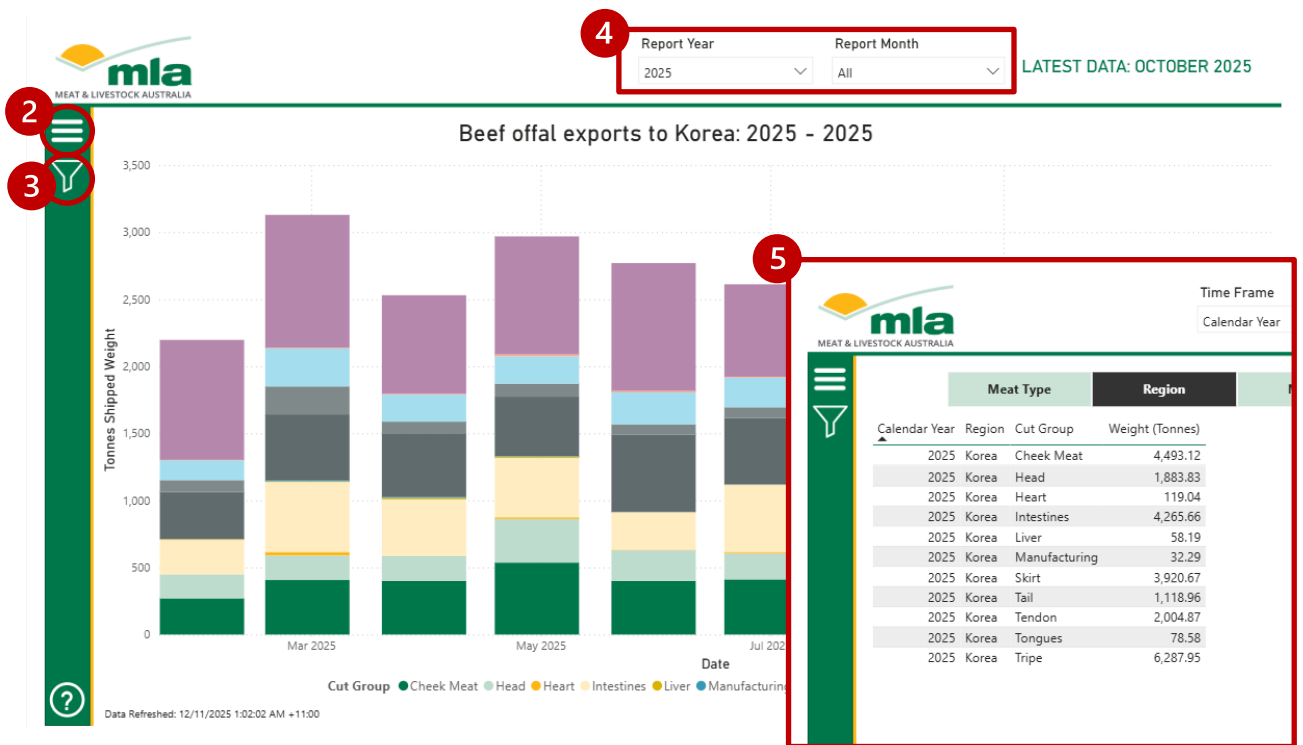 4
Report Year
Report Month
2025
All
LATEST DATA: OCTOBER 2025
mla
MEAT & LIVESTOCK AUSTRALIA
2
3
Beef offal exports to Korea: 2025 - 2025
Tonnes Shipped Weight
3,500
3,000
2,500
2,000
1,500
1,000
500
0
Mar 2025
May 2025
Jul 202
Date
Cut Group Cheek Meat Head Heart Intestines Liver Manufacturing
?
Data Refreshed: 12/11/2025 1:02:02 AM +11:00
5
mla
MEAT & LIVESTOCK AUSTRALIA
Time Frame
Calendar Year
Meat Type
Region
Calendar Year Region Cut Group Weight (Tonnes)
2025 Korea Cheek Meat 4,493.12
2025 Korea Head 1,883.83
2025 Korea Heart 119.04
2025 Korea Intestines 4,265.66
2025 Korea Liver 58.19
2025 Korea Manufacturing 32.29
2025 Korea Skirt 3,920.67
2025 Korea Tail 1,118.96
2025 Korea Tendon 2,004.87
2025 Korea Tongues 78.58
2025 Korea Tripe 6,287.95